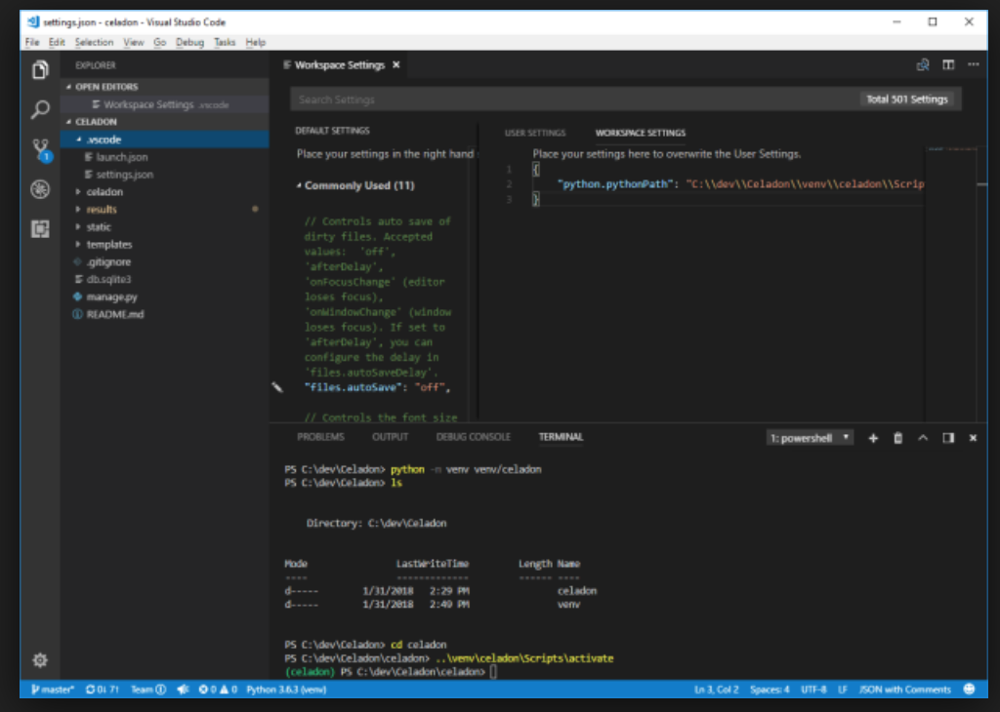 settings.json - celadon - Visual Studio Code
File Edit Selection View Go Debug Tasks Help
EXPLORER
OPEN EDITORS
Workspace Settings .vscode
CELADON
.vscode
launch.json
settings.json
celadon
results
static
templates
.gitignore
db.sqlite3
manage.py
README.md
1
Workspace Settings
Search Settings
Total 501 Settings
DEFAULT SETTINGS
Place your settings in the right hand
Commonly Used (11)
// Controls auto save of
dirty files. Accepted
values:  'off',
'afterDelay',
'onFocusChange' (editor
loses focus),
'onWindowChange' (window
loses focus). If set to
'afterDelay', you can
configure the delay in
'files.autoSaveDelay'.
"files.autoSave": "off",
// Controls the font size
USER SETTINGS WORKSPACE SETTINGS
Place your settings here to overwrite the User Settings.
1 {
2 "python.pythonPath": "C:\\dev\\Celadon\\venv\\celadon\\Scrip
3 }
PROBLEMS OUTPUT DEBUG CONSOLE TERMINAL
1: powershell
PS C:\dev\Celadon> python -m venv venv/celadon
PS C:\dev\Celadon> ls
Directory: C:\dev\Celadon
Mode LastWriteTime Length Name
---- ------------- ------ ----
d----- 1/31/2018 2:29 PM celadon
d----- 1/31/2018 2:49 PM venv
PS C:\dev\Celadon> cd celadon
PS C:\dev\Celadon\celadon> ..\venv\celadon\Scripts\activate
(celadon) PS C:\dev\Celadon\celadon>
master* 0↓ 7↑ Team 0 0 Python 3.6.3 (venv) Ln 3, Col 2 Spaces: 4 UTF-8 LF JSON with Comments